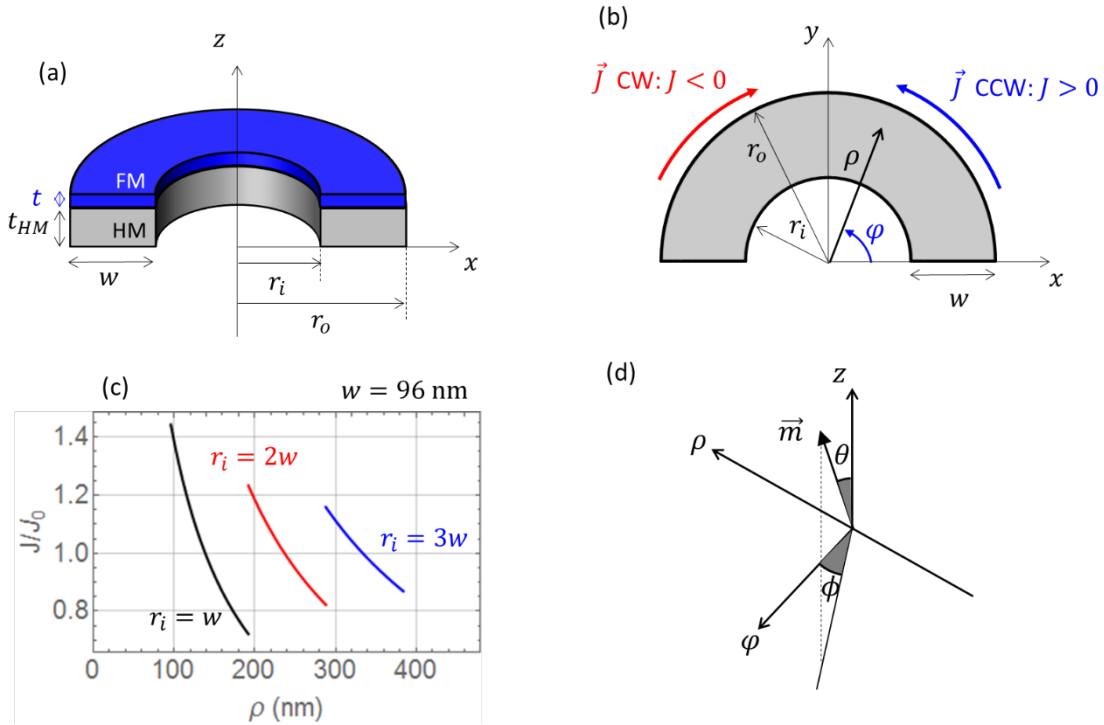 (a)
z
FM
t
t_HM
HM
w
r_i
r_o
x
(b)
y
J⃗ CW: J < 0
J⃗ CCW: J > 0
r_o
ρ
r_i
φ
x
w
(c)
w = 96 nm
1.4
1.2
1.0
0.8
J/J₀
r_i = 2w
r_i = 3w
r_i = w
0 100 200 300 400
ρ (nm)
(d)
z
m⃗
θ
ρ
ϕ
φ